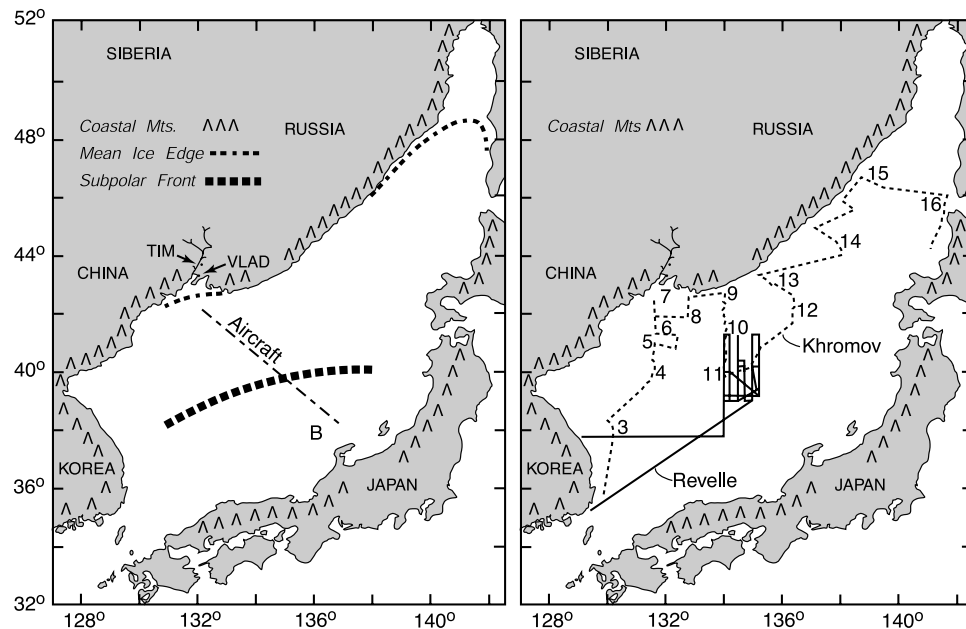 52°
48°
44°
40°
36°
32°
SIBERIA
RUSSIA
Coastal Mts. ΛΛΛ
Mean Ice Edge
Subpolar Front
TIM
VLAD
CHINA
Aircraft
B
KOREA
JAPAN
128° 132° 136° 140°
SIBERIA
Coastal Mts ΛΛΛ
RUSSIA
15
16
14
CHINA
13
7
9
12
8
6
10
5
Khromov
11
4
3
KOREA
Revelle
JAPAN
128° 132° 136° 140°